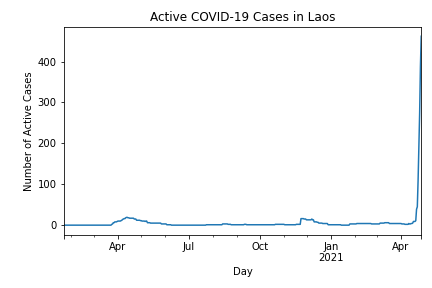 Active COVID-19 Cases in Laos
Number of Active Cases
400
300
200
100
0
Apr
Jul
Oct
Jan
2021
Apr
Day